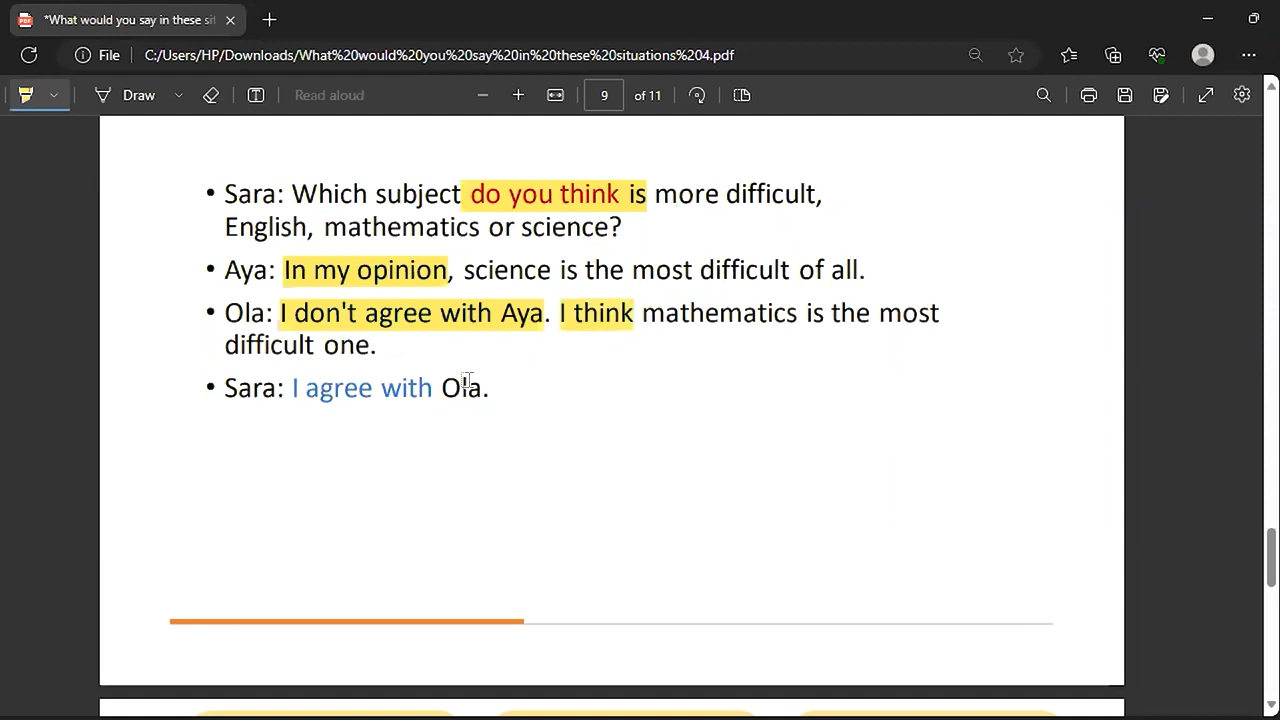 *What would you say in these sit
File
C:/Users/HP/Downloads/What%20would%20you%20say%20in%20these%20situations%204.pdf
Draw
Read aloud
9 of 11
• Sara: Which subject do you think is more difficult,
English, mathematics or science?
• Aya: In my opinion, science is the most difficult of all.
• Ola: I don't agree with Aya. I think mathematics is the most
difficult one.
• Sara: I agree with Ola.